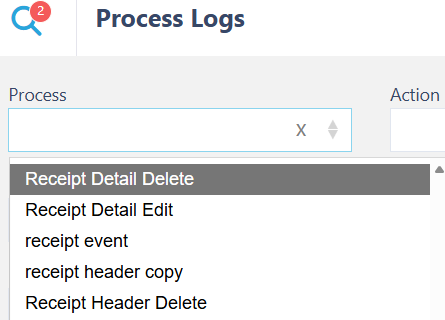 2
Process Logs
Process
Action
X
Receipt Detail Delete
Receipt Detail Edit
receipt event
receipt header copy
Receipt Header Delete